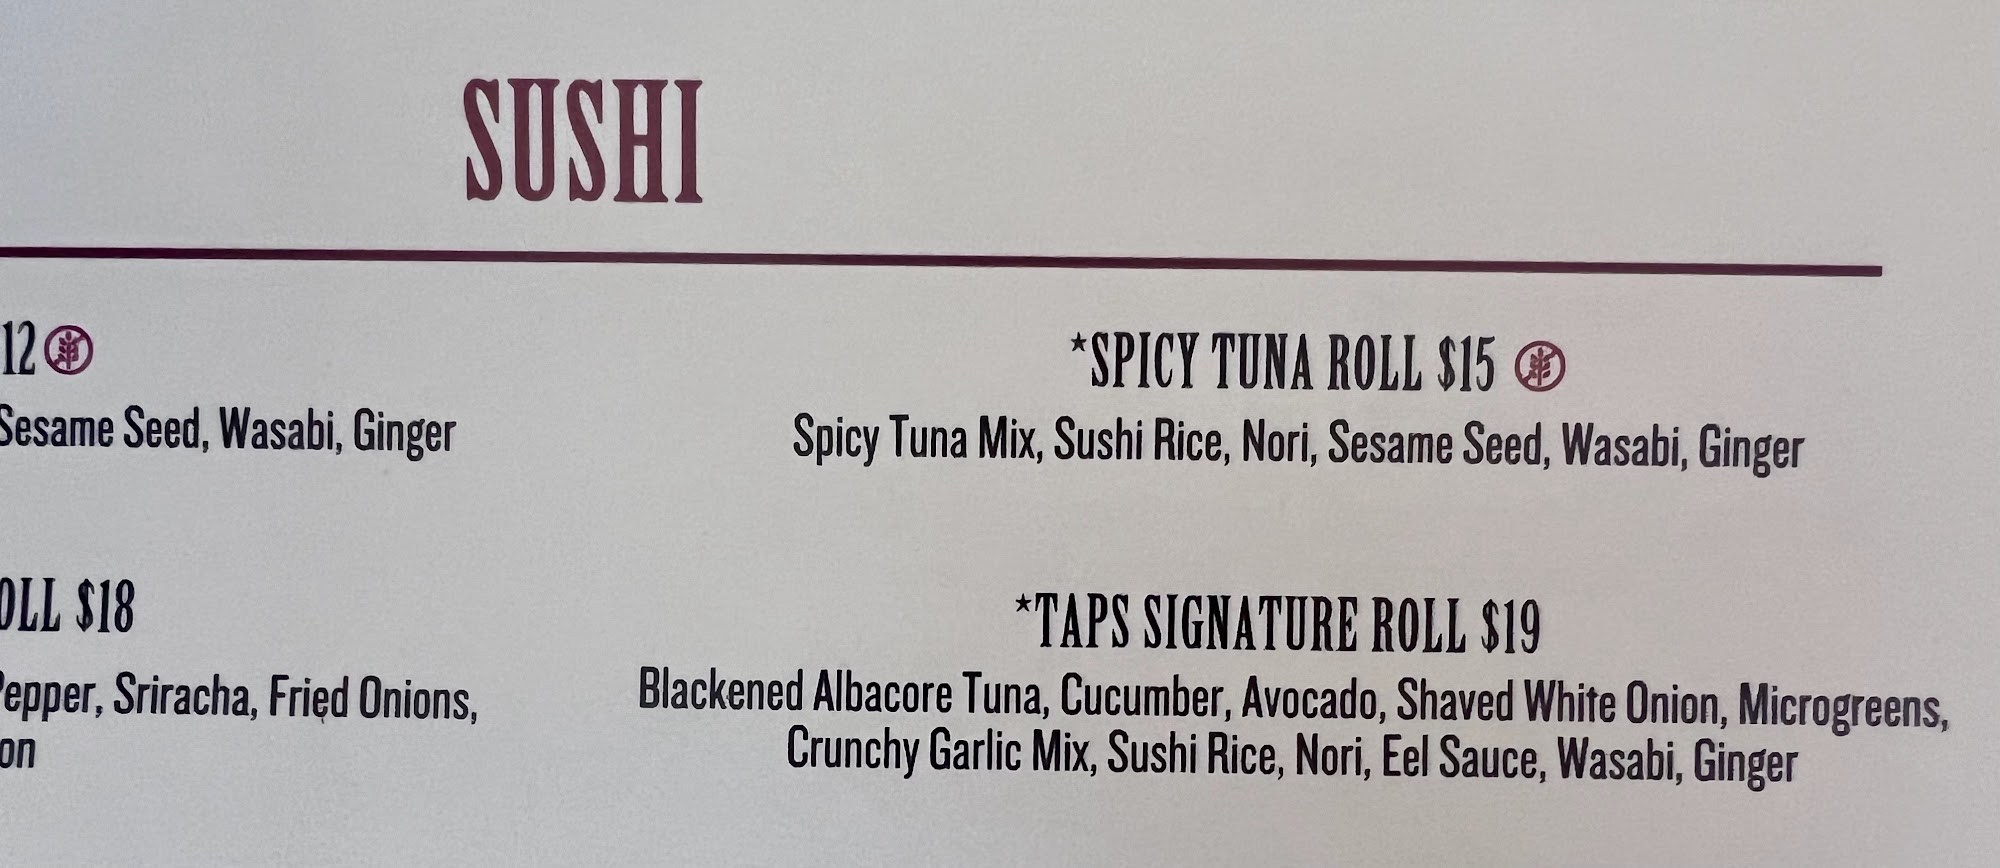 SUSHI
12
Sesame Seed, Wasabi, Ginger
*SPICY TUNA ROLL $15
Spicy Tuna Mix, Sushi Rice, Nori, Sesame Seed, Wasabi, Ginger
OLL $18
Pepper, Sriracha, Fried Onions,
on
*TAPS SIGNATURE ROLL $19
Blackened Albacore Tuna, Cucumber, Avocado, Shaved White Onion, Microgreens,
Crunchy Garlic Mix, Sushi Rice, Nori, Eel Sauce, Wasabi, Ginger